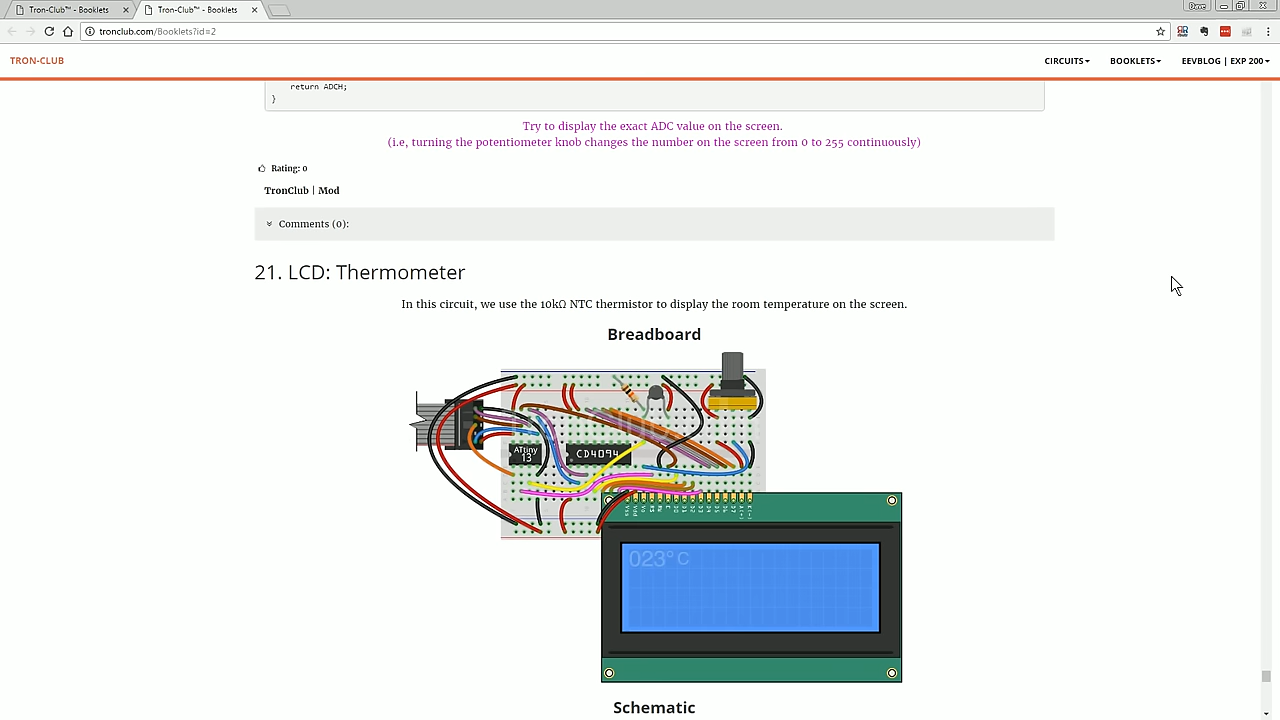 Tron-Club™ - Booklets
Tron-Club™ - Booklets
Dave
tronclub.com/Booklets?id=2
TRON-CLUB
CIRCUITS
BOOKLETS
EEVBLOG | EXP 200
return ADCH;
}
Try to display the exact ADC value on the screen.
(i.e, turning the potentiometer knob changes the number on the screen from 0 to 255 continuously)
Rating: 0
TronClub | Mod
Comments (0):
21. LCD: Thermometer
In this circuit, we use the 10kΩ NTC thermistor to display the room temperature on the screen.
Breadboard
ATtiny
13
CD4094
023°C
Schematic